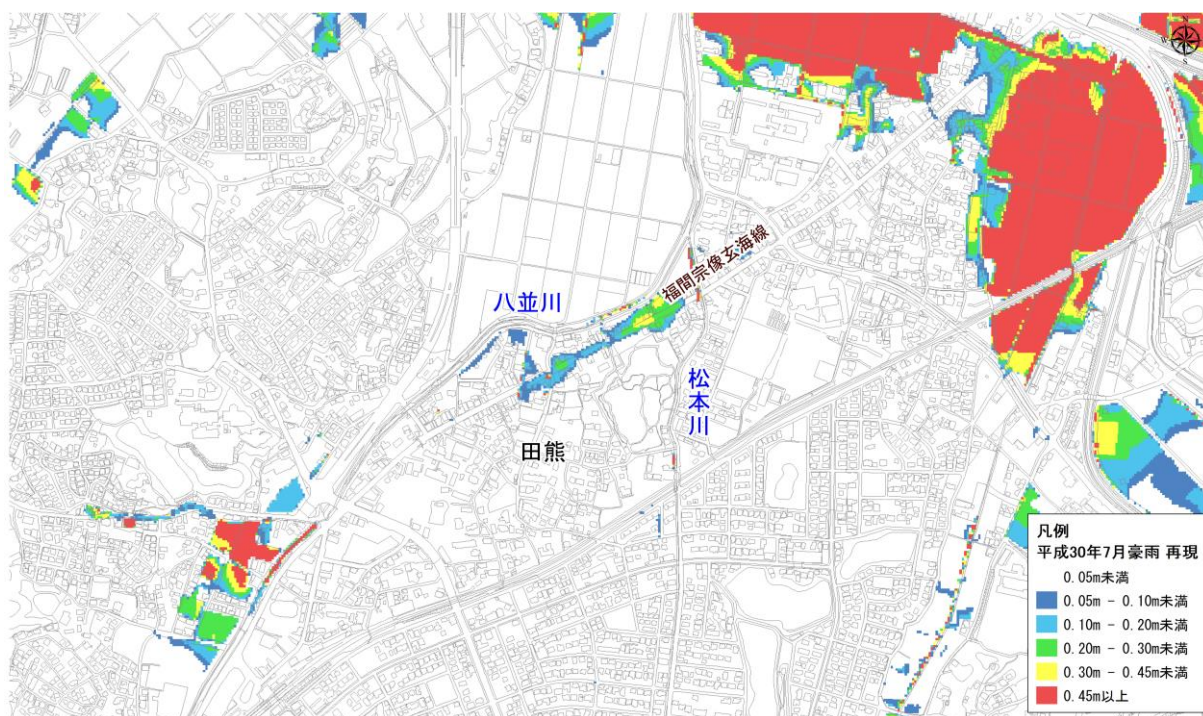 N
W
S
福間宗像玄海線
八並川
松本川
田熊
凡例
平成30年7月豪雨 再現
0.05m未満
0.05m - 0.10m未満
0.10m - 0.20m未満
0.20m - 0.30m未満
0.30m - 0.45m未満
0.45m以上